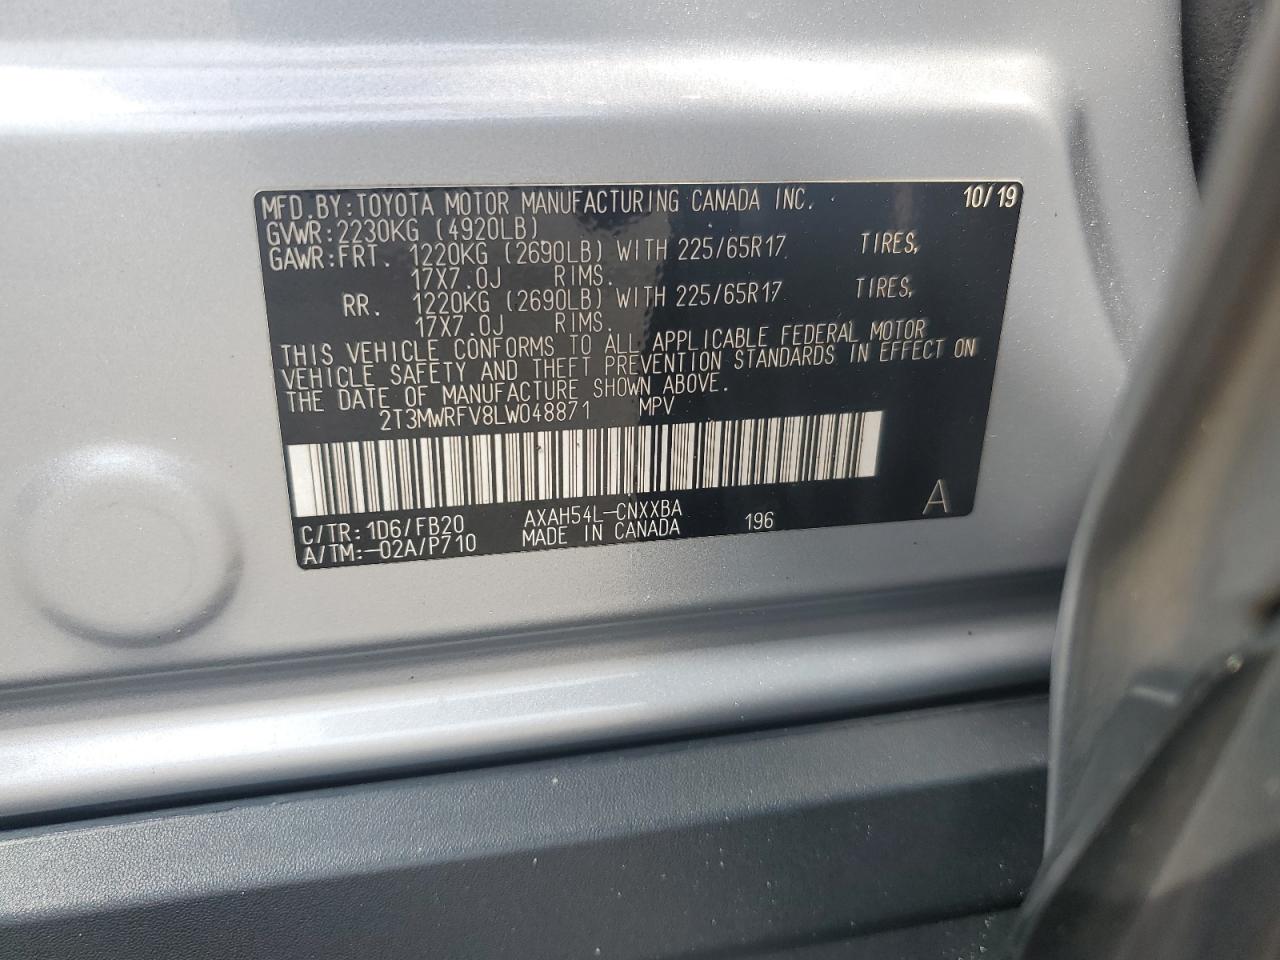 MFD.BY:TOYOTA MOTOR MANUFACTURING CANADA INC. 10/19
GVWR:2230KG (4920LB)
GAWR:FRT. 1220KG (2690LB) WITH 225/65R17 TIRES,
17X7.0J RIMS.
RR. 1220KG (2690LB) WITH 225/65R17 TIRES,
17X7.0J RIMS.
THIS VEHICLE CONFORMS TO ALL APPLICABLE FEDERAL MOTOR
VEHICLE SAFETY AND THEFT PREVENTION STANDARDS IN EFFECT ON
THE DATE OF MANUFACTURE SHOWN ABOVE.
2T3MWRFV8LW048871 MPV
C/TR:1D6/FB20 AXAH54L-CNXXBA 196 A
A/TM:-02A/P710 MADE IN CANADA